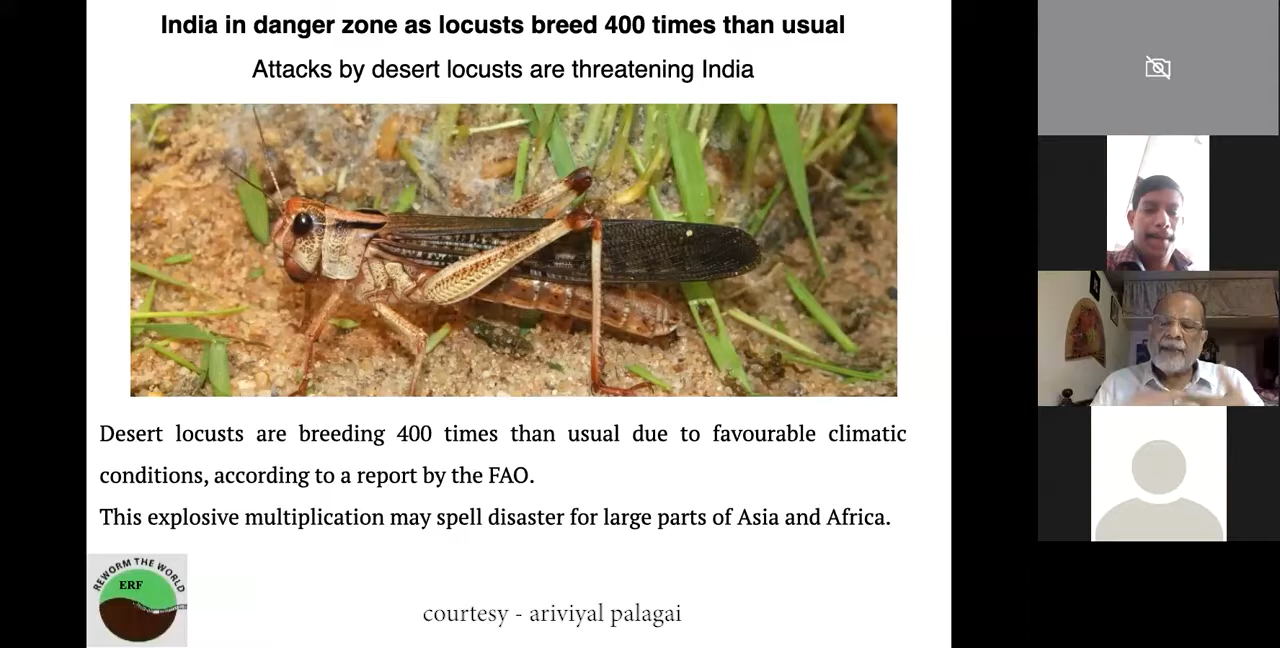 India in danger zone as locusts breed 400 times than usual
Attacks by desert locusts are threatening India
Desert locusts are breeding 400 times than usual due to favourable climatic
conditions, according to a report by the FAO.
This explosive multiplication may spell disaster for large parts of Asia and Africa.
REWORM THE WORLD
ERF
courtesy - ariviyal palagai